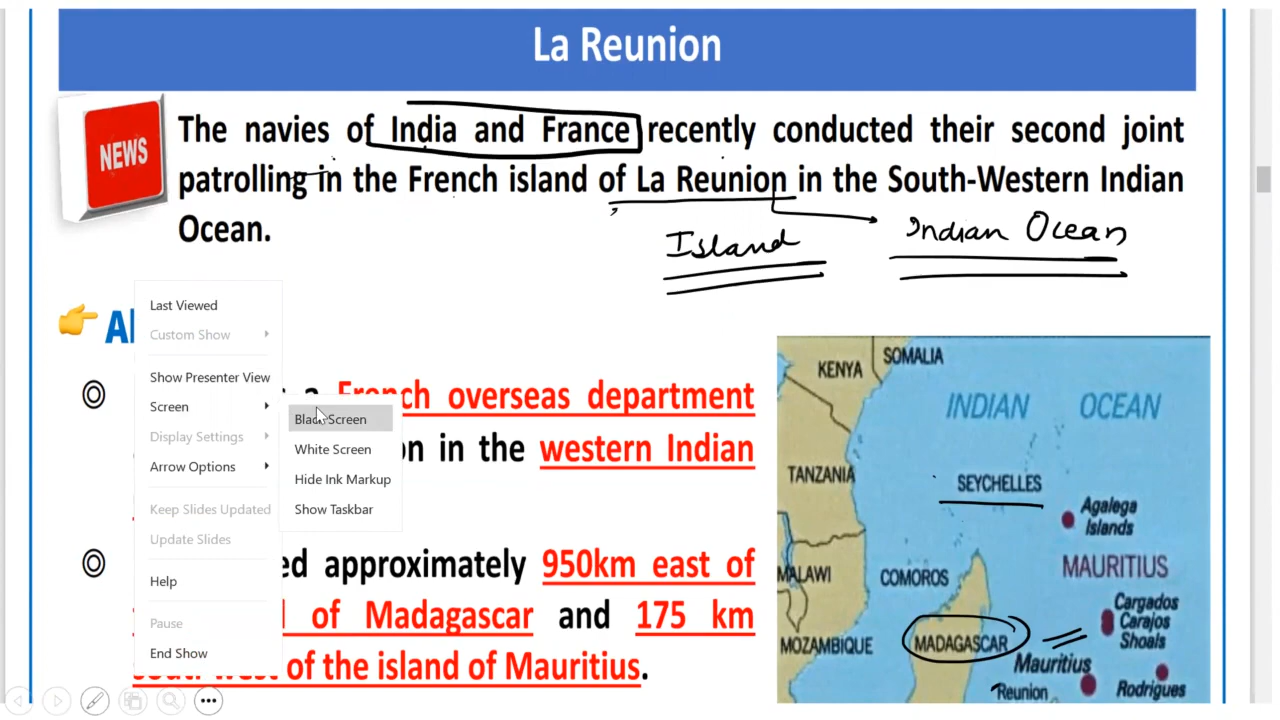 La Reunion
NEWS
The navies of India and France recently conducted their second joint
patrolling in the French island of La Reunion in the South-Western Indian
Ocean.
Island
Indian Ocean
Last Viewed
Custom Show
Show Presenter View
Screen
Display Settings
Arrow Options
Keep Slides Updated
Update Slides
Help
Pause
End Show
Black Screen
White Screen
Hide Ink Markup
Show Taskbar
a French overseas department
in the western Indian
approximately 950km east of
of Madagascar and 175 km
of the island of Mauritius.
SOMALIA
KENYA
INDIAN OCEAN
TANZANIA
SEYCHELLES
Agalega
Islands
MALAWI
COMOROS
MAURITIUS
Cargados
Carajos
Shoals
MOZAMBIQUE
MADAGASCAR
Mauritius
Reunion
Rodrigues